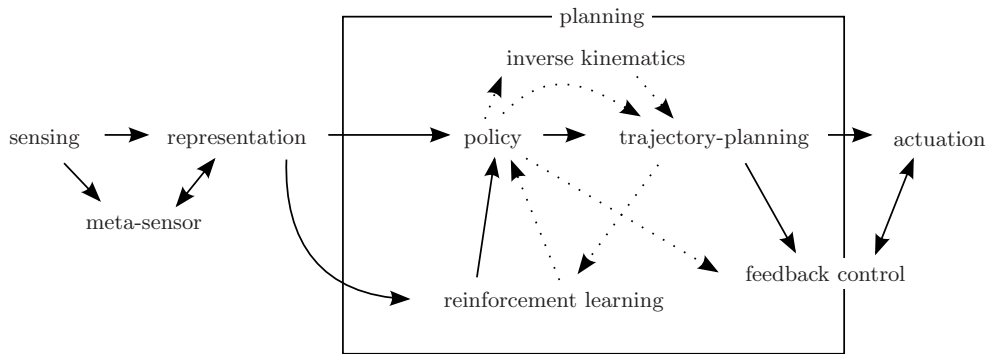 planning
inverse kinematics
sensing
representation
policy
trajectory-planning
actuation
meta-sensor
feedback control
reinforcement learning